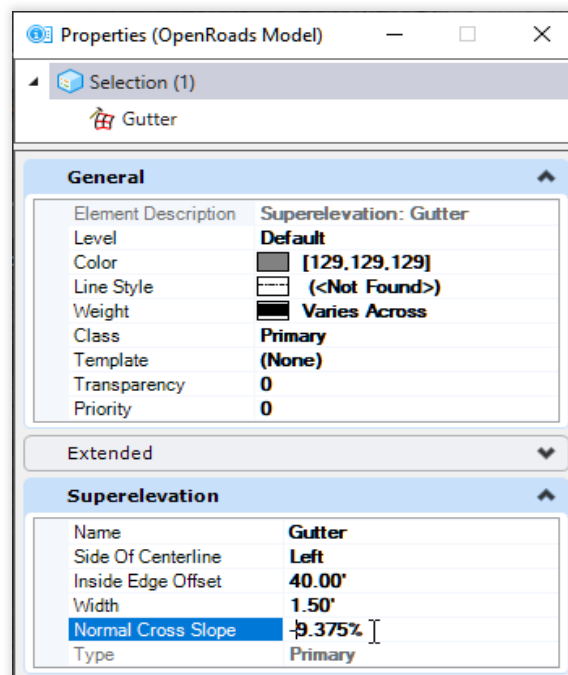 Properties (OpenRoads Model)
Selection (1)
Gutter
General
Element Description Superelevation: Gutter
Level Default
Color [129,129,129]
Line Style (<Not Found>)
Weight Varies Across
Class Primary
Template (None)
Transparency 0
Priority 0
Extended
Superelevation
Name Gutter
Side Of Centerline Left
Inside Edge Offset 40.00'
Width 1.50'
Normal Cross Slope -9.375%
Type Primary